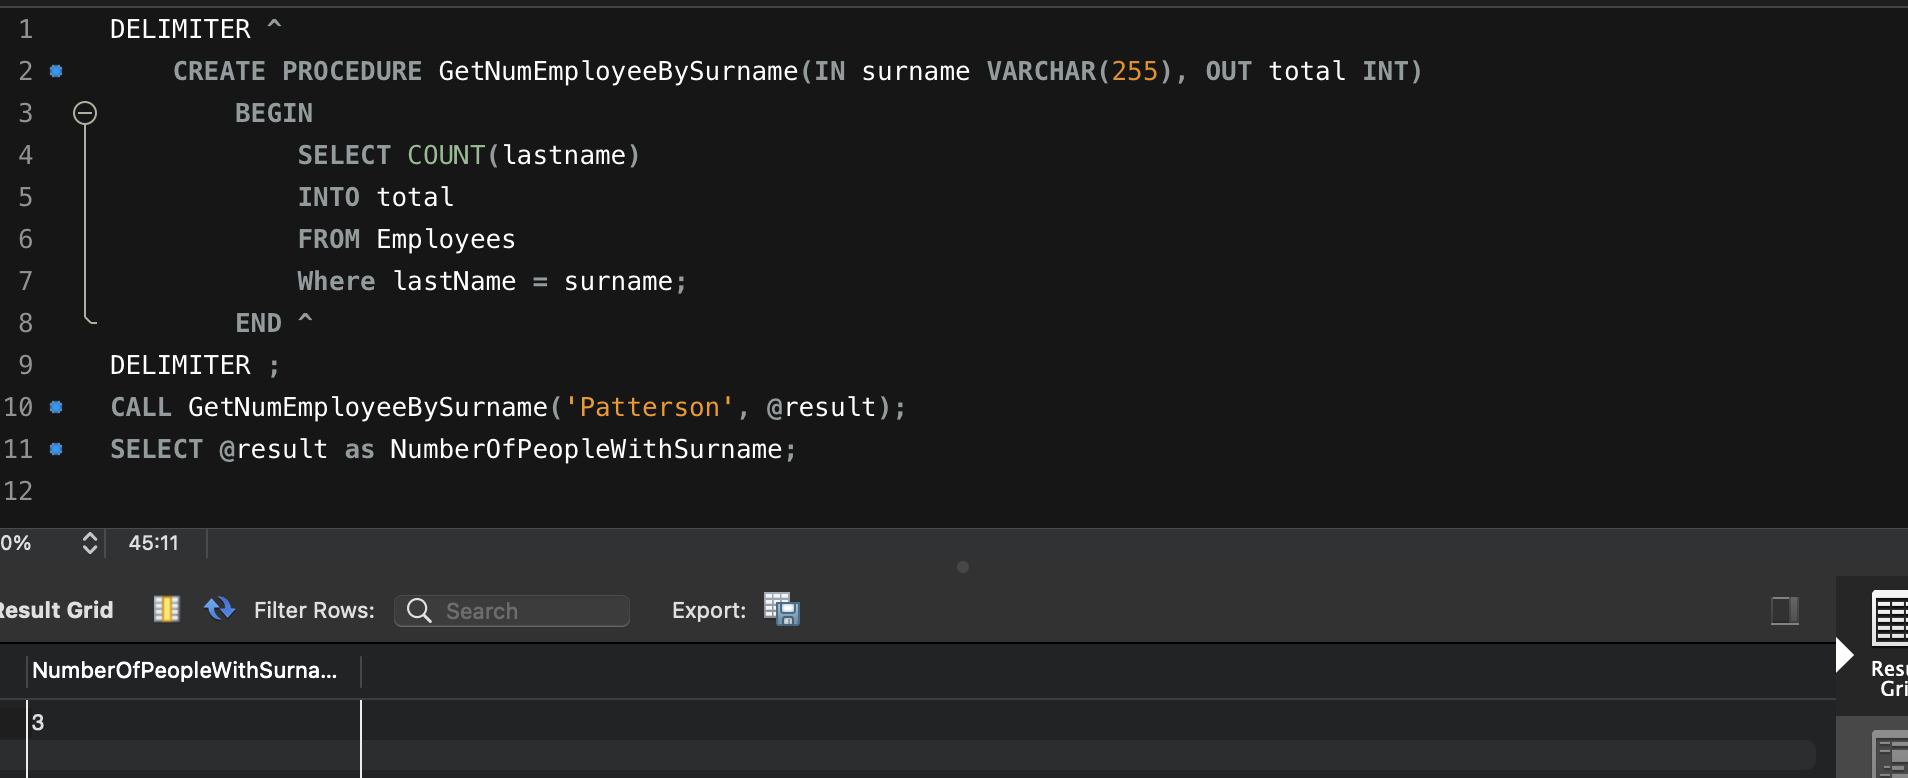 1 DELIMITER ^
2 CREATE PROCEDURE GetNumEmployeeBySurname(IN surname VARCHAR(255), OUT total INT)
3 BEGIN
4 SELECT COUNT(lastname)
5 INTO total
6 FROM Employees
7 Where lastName = surname;
8 END ^
9 DELIMITER ;
10 CALL GetNumEmployeeBySurname('Patterson', @result);
11 SELECT @result as NumberOfPeopleWithSurname;
12
0% 45:11
Result Grid Filter Rows: Search Export:
NumberOfPeopleWithSurna...
Resu
Gri
3